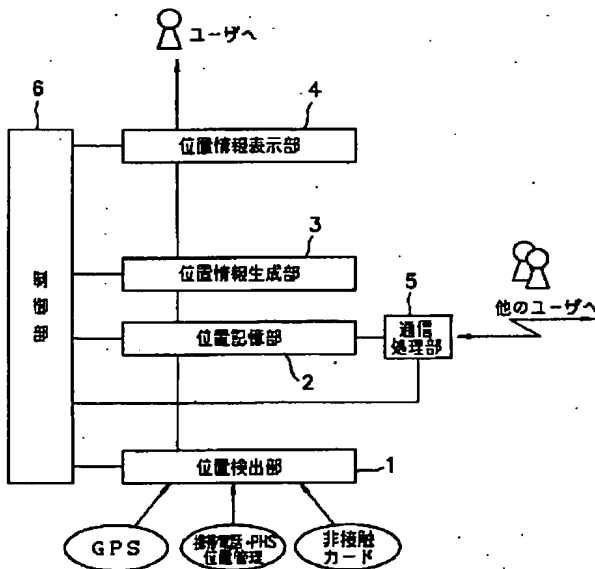 ユーザへ
6
4
位置情報表示部
3
位置情報生成部
制御部
5
他のユーザへ
位置記憶部
通信
処理部
2
位置検出部
1
GPS
携帯電話・PHS
位置管理
非接触
カード